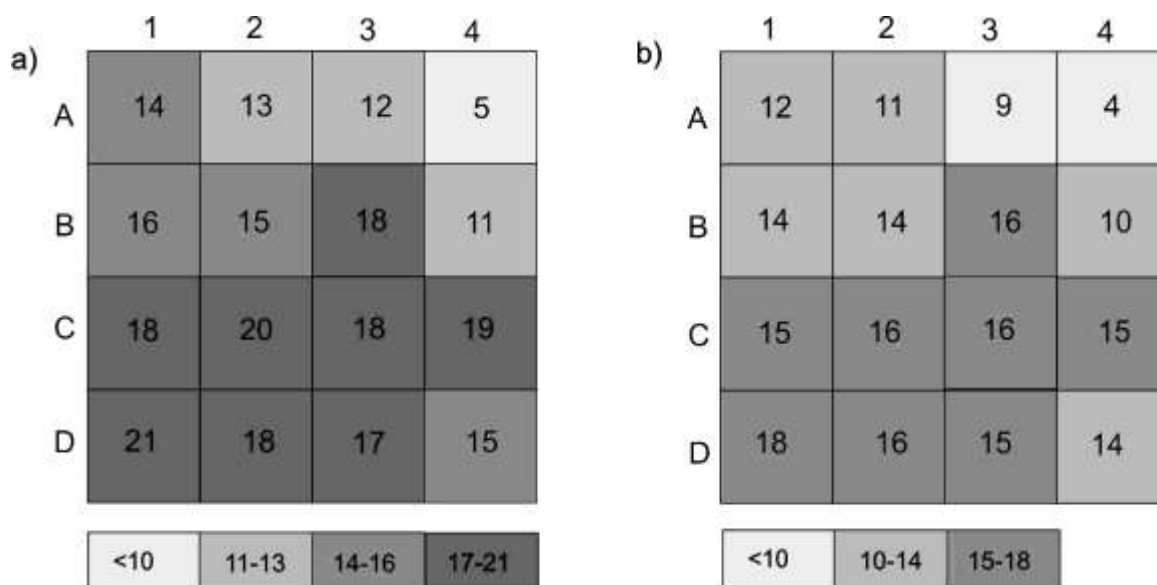 a)
1 2 3 4
A 14 13 12 5
B 16 15 18 11
C 18 20 18 19
D 21 18 17 15
<10 11-13 14-16 17-21
b)
1 2 3 4
A 12 11 9 4
B 14 14 16 10
C 15 16 16 15
D 18 16 15 14
<10 10-14 15-18